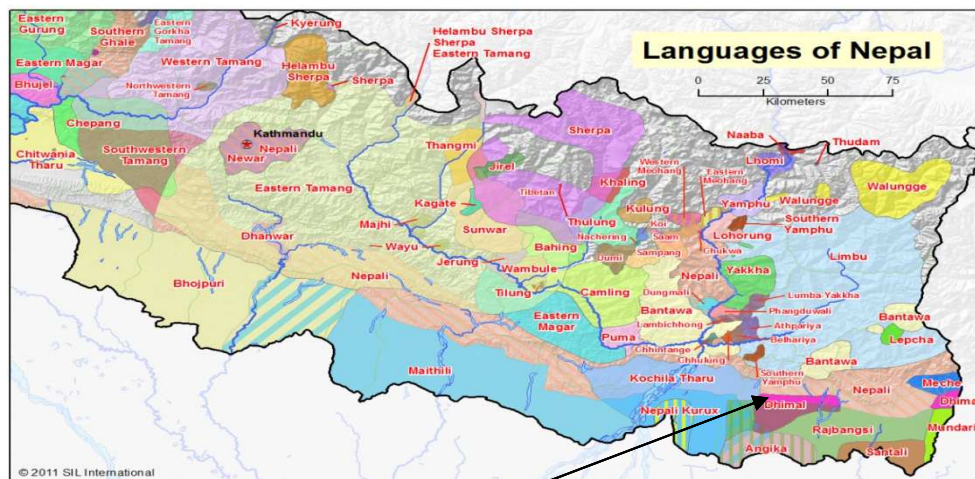 Languages of Nepal
0 25 50 75
Kilometers
Eastern Gurung
Southern Ghale
Eastern Gorkha Tamang
Kyerung
Helambu Sherpa
Sherpa
Eastern Tamang
Eastern Magar
Western Tamang
Helambu Sherpa
Sherpa
Bhujel
Northwestern Tamang
Chepang
Kathmandu
Nepali
Newar
Chitwania Tharu
Southwestern Tamang
Thangmi
Jirel
Sherpa
Naaba
Thudam
Lhomi
Western Meohang
Eastern Meohang
Khaling
Tibetan
Yamphu
Walungge
Walungge
Eastern Tamang
Kagate
Kulung
Koi
Southern Yamphu
Majhi
Sunwar
Thulung
Nachering
Saam
Lohorung
Limbu
Dhanwar
Wayu
Bahing
Sampang
Chukwa
Dumi
Jerung
Wambule
Nepali
Yakkha
Bhojpuri
Nepali
Tilung
Camling
Dungmali
Lumba-Yakkha
Bantawa
Phangduwali
Eastern Magar
Lambichhong
Athpariya
Bantawa
Puma
Belhariya
Lepcha
Chhintange
Chhulung
Bantawa
Maithili
Southern Yamphu
Kochila Tharu
Nepali
Meche
Nepali Kurux
Dhimal
Dhima
Rajbangsi
Mundari
Angika
Santali
© 2011 SIL International